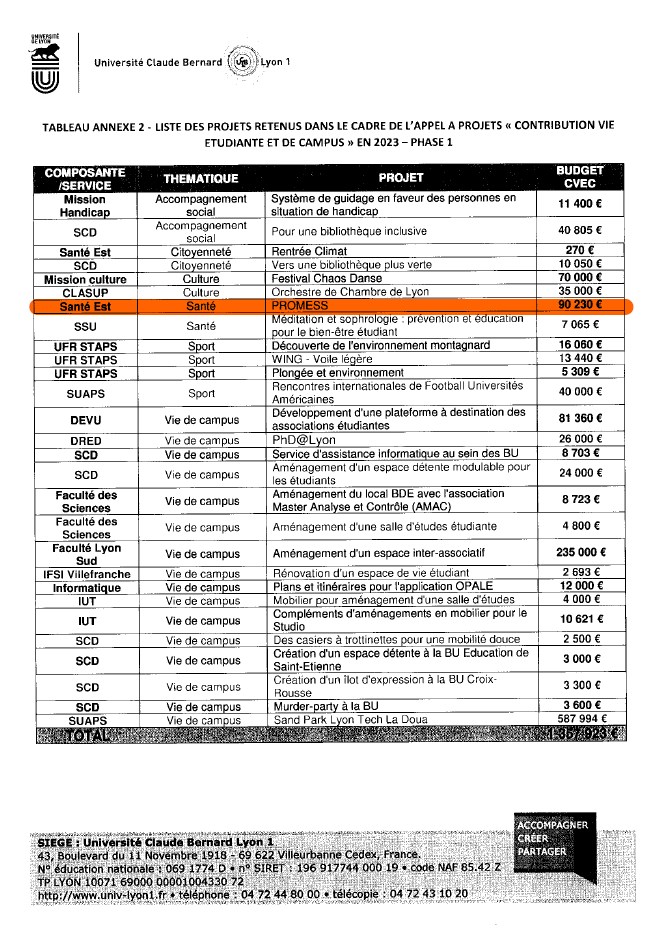 UNIVERSITÉ
DE LYON
Université Claude Bernard Lyon 1
TABLEAU ANNEXE 2 - LISTE DES PROJETS RETENUS DANS LE CADRE DE L'APPEL A PROJETS « CONTRIBUTION VIE
ETUDIANTE ET DE CAMPUS » EN 2023 – PHASE 1
COMPOSANTE /SERVICE THEMATIQUE PROJET BUDGET CVEC
Mission Handicap Accompagnement social Système de guidage en faveur des personnes en situation de handicap 11 400 €
SCD Accompagnement social Pour une bibliothèque inclusive 40 805 €
Santé Est Citoyenneté Rentrée Climat 270 €
SCD Citoyenneté Vers une bibliothèque plus verte 10 050 €
Mission culture Culture Festival Chaos Danse 70 000 €
CLASUP Culture Orchestre de Chambre de Lyon 35 000 €
Santé Est Santé PROMESS 90 230 €
SSU Santé Méditation et sophrologie : prévention et éducation pour le bien-être étudiant 7 065 €
UFR STAPS Sport Découverte de l'environnement montagnard 16 060 €
UFR STAPS Sport WING - Voile légère 13 440 €
UFR STAPS Sport Plongée et environnement 5 309 €
SUAPS Sport Rencontres internationales de Football Universités Américaines 40 000 €
DEVU Vie de campus Développement d'une plateforme à destination des associations étudiantes 81 360 €
DRED Vie de campus PhD@Lyon 26 000 €
SCD Vie de campus Service d'assistance informatique au sein des BU 8 703 €
SCD Vie de campus Aménagement d'un espace détente modulable pour les étudiants 24 000 €
Faculté des Sciences Vie de campus Aménagement du local BDE avec l'association Master Analyse et Contrôle (AMAC) 8 723 €
Faculté des Sciences Vie de campus Aménagement d'une salle d'études étudiante 4 800 €
Faculté Lyon Sud Vie de campus Aménagement d'un espace inter-associatif 235 000 €
IFSI Villefranche Vie de campus Rénovation d'un espace de vie étudiant 2 693 €
Informatique Vie de campus Plans et itinéraires pour l'application OPALE 12 000 €
IUT Vie de campus Mobilier pour aménagement d'une salle d'études 4 000 €
IUT Vie de campus Compléments d'aménagements en mobilier pour le Studio 10 621 €
SCD Vie de campus Des casiers à trottinettes pour une mobilité douce 2 500 €
SCD Vie de campus Création d'un espace détente à la BU Education de Saint-Etienne 3 000 €
SCD Vie de campus Création d'un îlot d'expression à la BU Croix-Rousse 3 300 €
SCD Vie de campus Murder-party à la BU 3 600 €
SUAPS Vie de campus Sand Park Lyon Tech La Doua 587 994 €
TOTAL 1 357 923 €
ACCOMPAGNER
CRÉER
PARTAGER
SIEGE : Université Claude Bernard Lyon 1
43, Boulevard du 11 Novembre 1918 - 69 622 Villeurbanne Cedex, France.
N° éducation nationale : 069 1774 D • n° SIRET : 196 917744 000 19 • code NAF 85.42 Z
TP LYON 10071 69000 00001004330 72
http://www.univ-lyon1.fr • téléphone : 04 72 44 80 00 • télécopie : 04 72 43 10 20